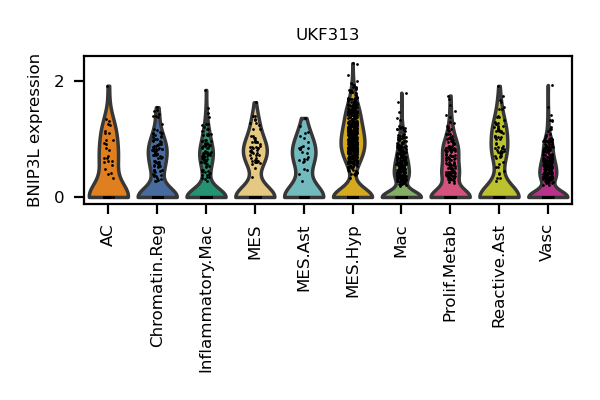 UKF313
BNIP3L expression
2
0
AC
Chromatin.Reg
Inflammatory.Mac
MES
MES.Ast
MES.Hyp
Mac
Prolif.Metab
Reactive.Ast
Vasc